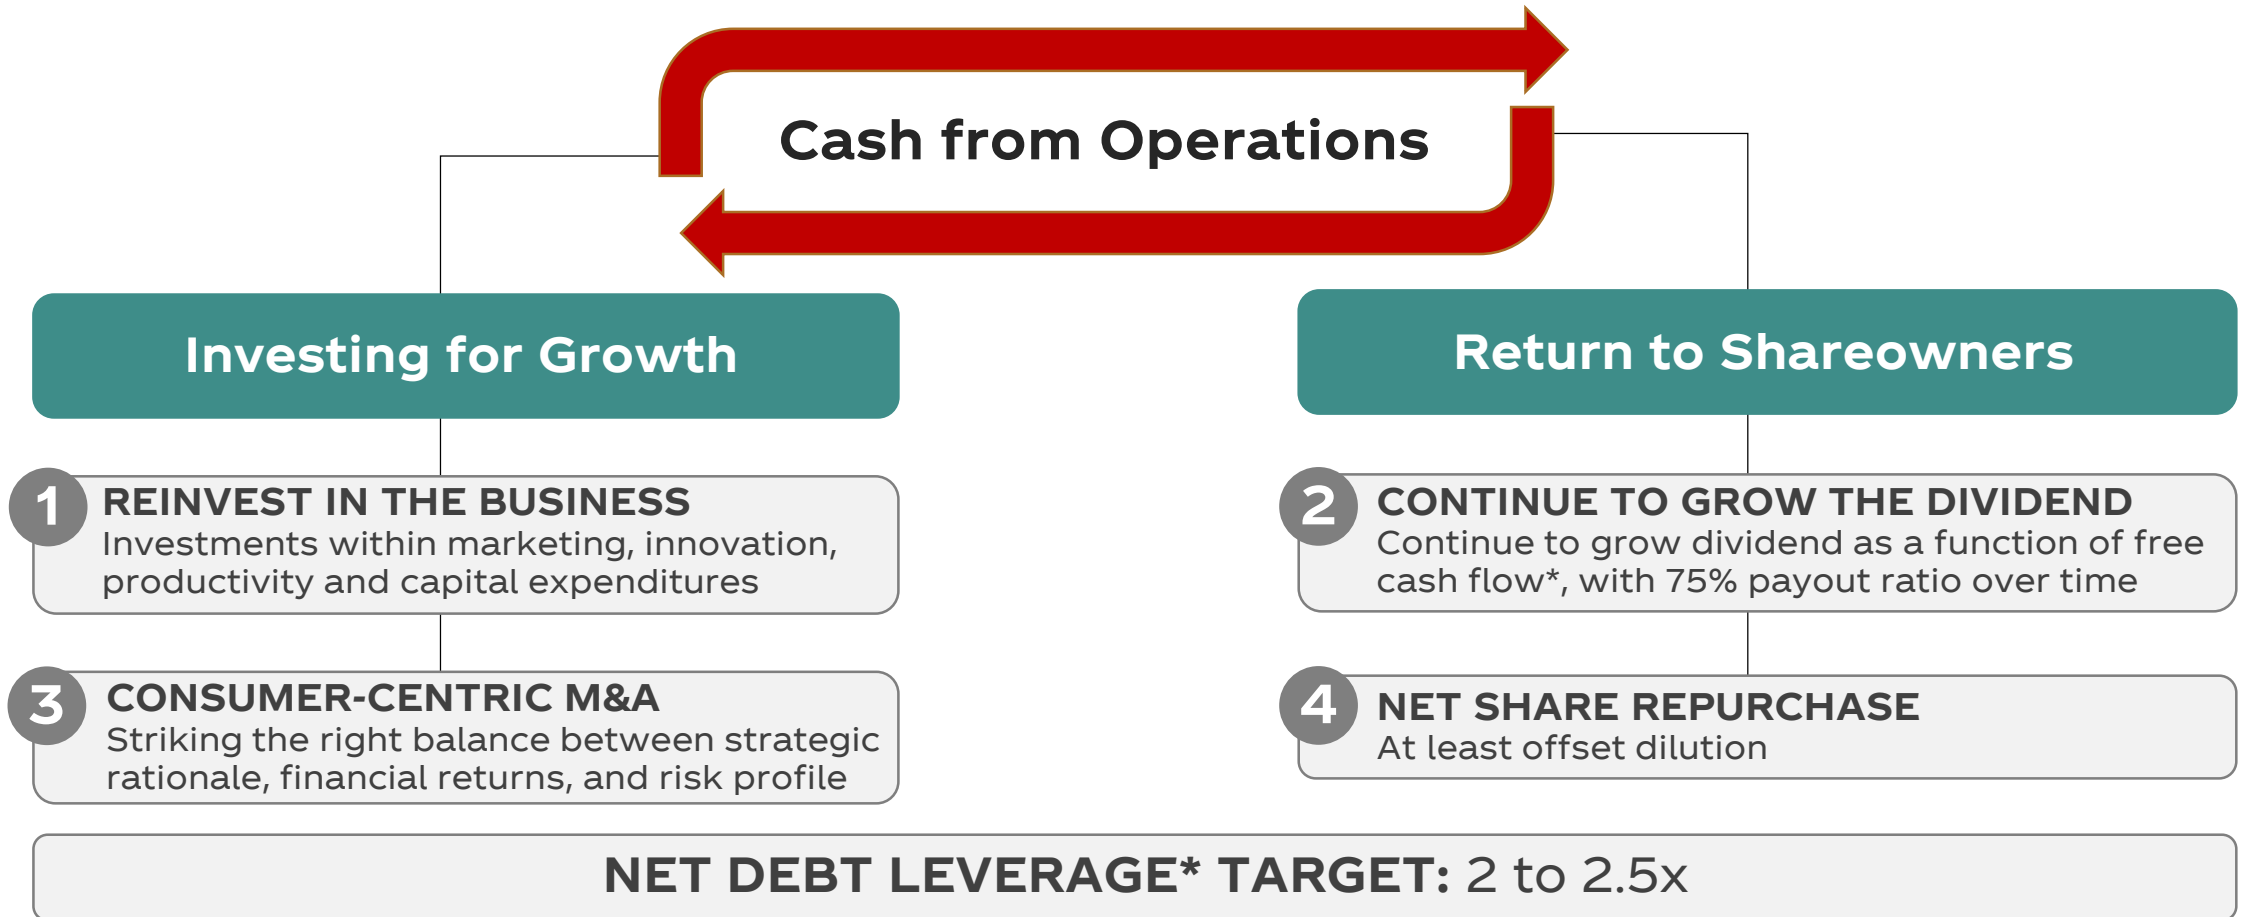 Cash from Operations
Investing for Growth
Return to Shareowners
1
REINVEST IN THE BUSINESS
Investments within marketing, innovation,
productivity and capital expenditures
2
CONTINUE TO GROW THE DIVIDEND
Continue to grow dividend as a function of free
cash flow*, with 75% payout ratio over time
3
CONSUMER-CENTRIC M&A
Striking the right balance between strategic
rationale, financial returns, and risk profile
4
NET SHARE REPURCHASE
At least offset dilution
NET DEBT LEVERAGE* TARGET: 2 to 2.5x